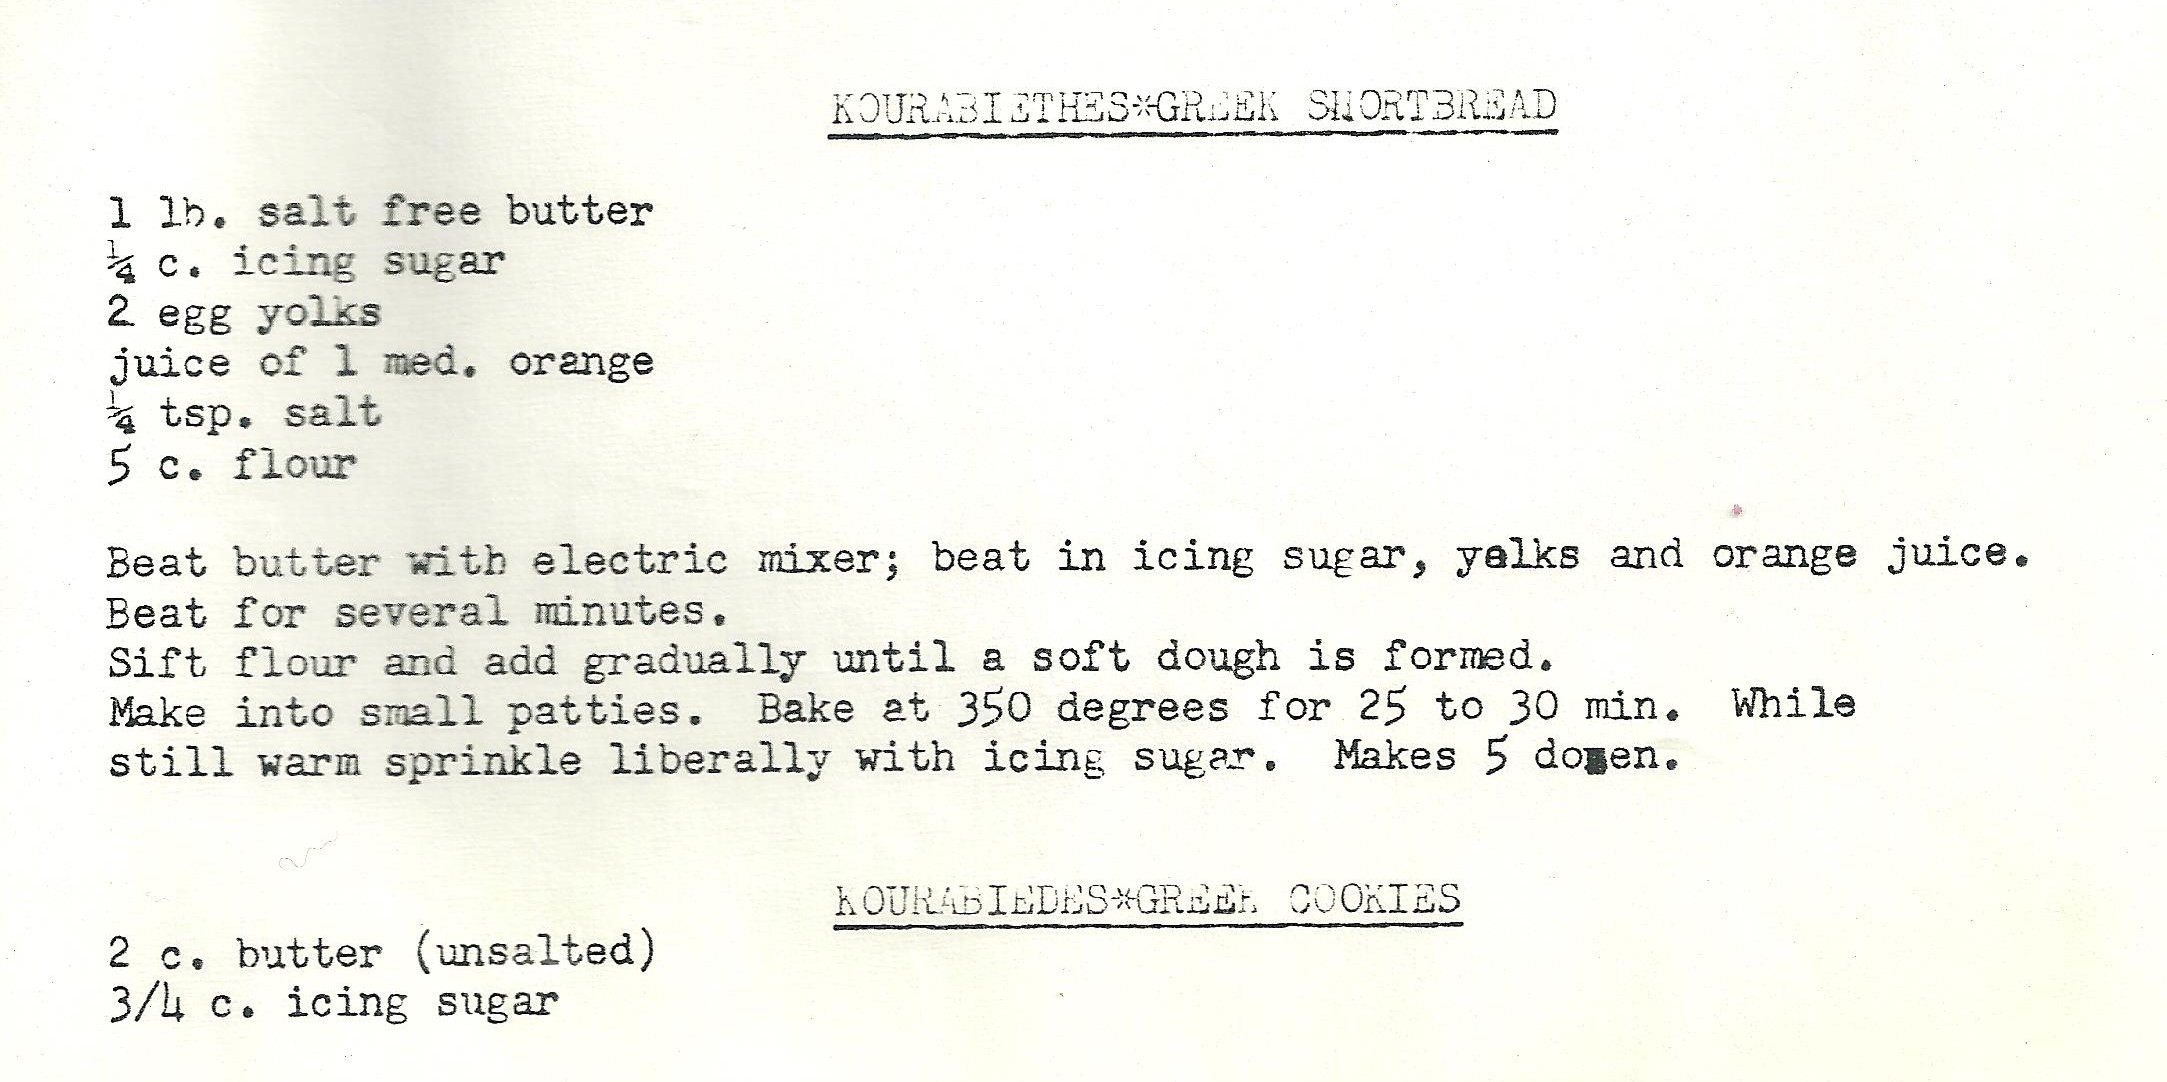 KOURABIETHES*GREEK SHORTBREAD
1 lb. salt free butter
¼ c. icing sugar
2 egg yolks
juice of 1 med. orange
¼ tsp. salt
5 c. flour
Beat butter with electric mixer; beat in icing sugar, yolks and orange juice.
Beat for several minutes.
Sift flour and add gradually until a soft dough is formed.
Make into small patties.  Bake at 350 degrees for 25 to 30 min.  While
still warm sprinkle liberally with icing sugar.  Makes 5 dozen.
KOURABIEDES*GREEK COOKIES
2 c. butter (unsalted)
3/4 c. icing sugar